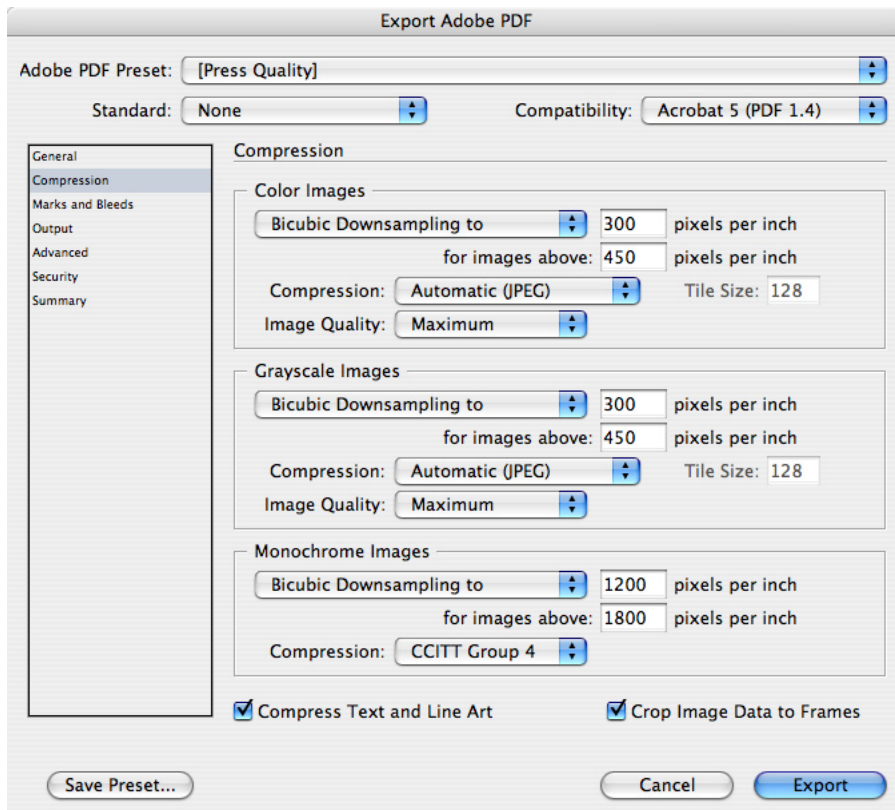 Export Adobe PDF
Adobe PDF Preset: [Press Quality]
Standard: None Compatibility: Acrobat 5 (PDF 1.4)
General
Compression
Marks and Bleeds
Output
Advanced
Security
Summary
Compression
Color Images
Bicubic Downsampling to 300 pixels per inch
for images above: 450 pixels per inch
Compression: Automatic (JPEG) Tile Size: 128
Image Quality: Maximum
Grayscale Images
Bicubic Downsampling to 300 pixels per inch
for images above: 450 pixels per inch
Compression: Automatic (JPEG) Tile Size: 128
Image Quality: Maximum
Monochrome Images
Bicubic Downsampling to 1200 pixels per inch
for images above: 1800 pixels per inch
Compression: CCITT Group 4
Compress Text and Line Art Crop Image Data to Frames
Save Preset... Cancel Export